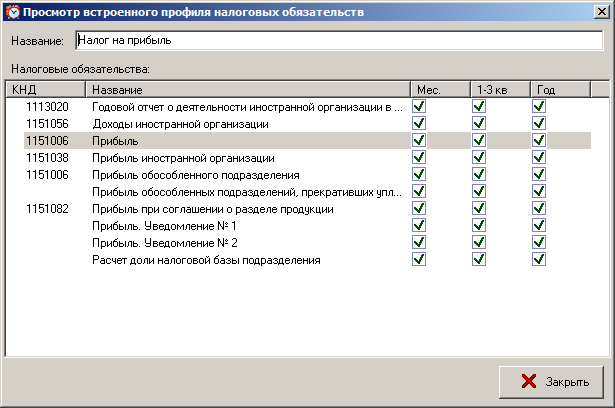 Просмотр встроенного профиля налоговых обязательств
Название: Налог на прибыль
Налоговые обязательства:
КНД Название Мес. 1-3 кв Год
1113020 Годовой отчет о деятельности иностранной организации в ...
1151056 Доходы иностранной организации
1151006 Прибыль
1151038 Прибыль иностранной организации
1151006 Прибыль обособленного подразделения
Прибыль обособленных подразделений, прекративших упл...
1151082 Прибыль при соглашении о разделе продукции
Прибыль. Уведомление № 1
Прибыль. Уведомление № 2
Расчет доли налоговой базы подразделения
Закрыть